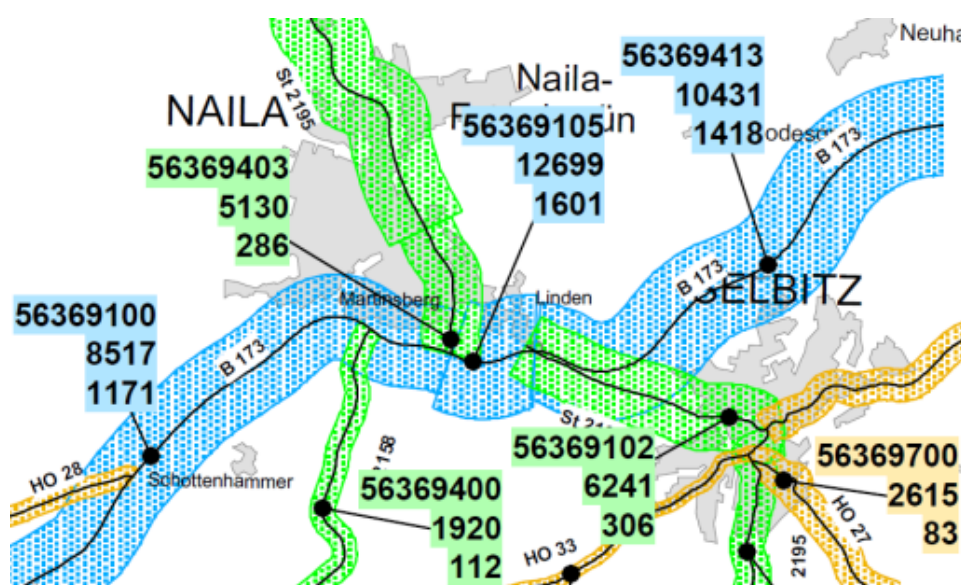 Neuha
56369413
10431
1418
Naila-
St 2195
NAILA
56369105
12699
1601
B 173
56369403
5130
286
B 173
SELBITZ
Martinsberg
Linden
56369100
8517
1171
B 173
HO 28
Schottenhammer
2158
56369400
1920
112
56369102
6241
306
HO 33
2195
56369700
2615
83
HO 27